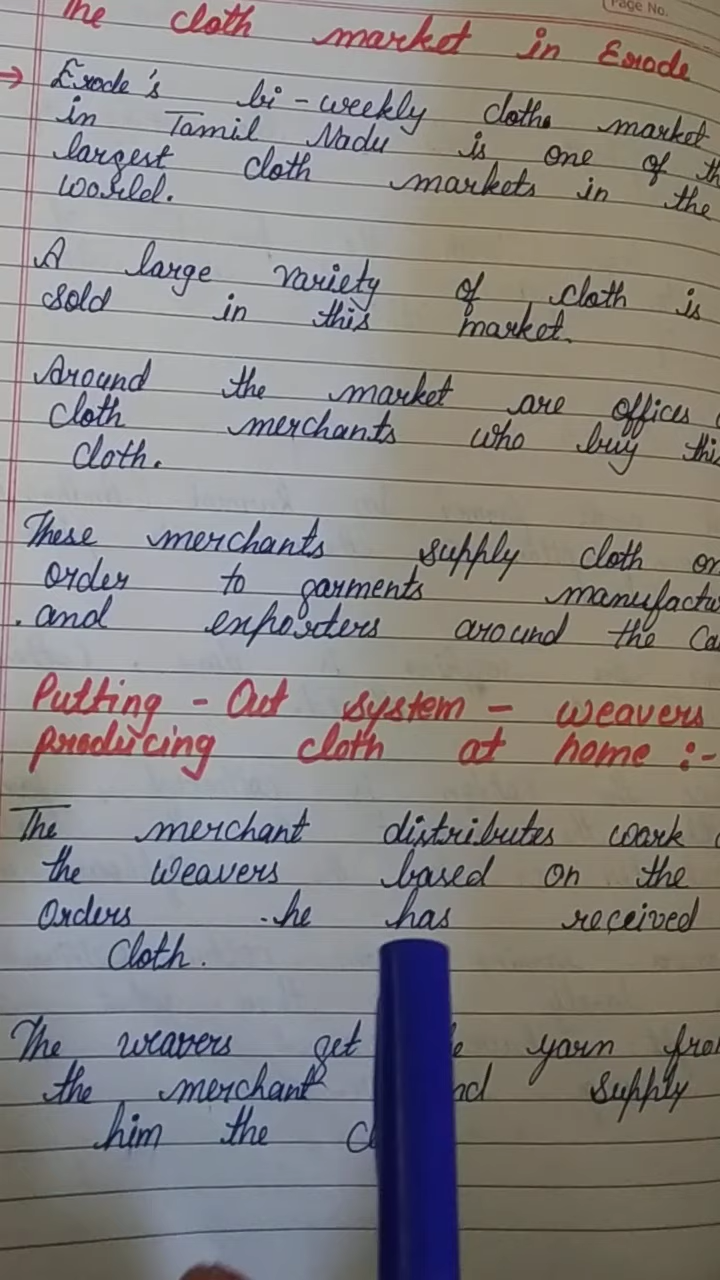 Page No.
The cloth market in Erode
→ Erode's bi-weekly cloths market
in Tamil Nadu is one of
largest cloth markets in the
world.
A large variety of cloth is
sold in this market.
Around the market are offices
cloth merchants who buy
cloth.
These merchants supply cloth on
order to garments
and exporters around the
Putting-Out system - weavers
producing cloth at home :-
The merchant distributes work
the weavers based on the
orders he has received
cloth.
The weavers get yarn
the merchant supply
him the